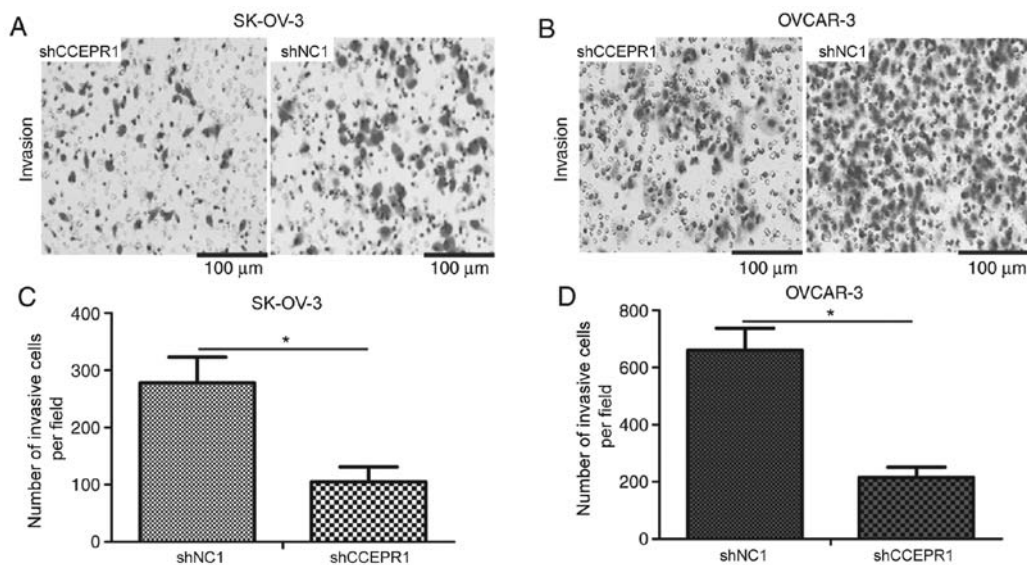 A
SK-OV-3
shCCEPR1
shNC1
Invasion
100 µm
100 µm
B
OVCAR-3
shCCEPR1
shNC1
Invasion
100 µm
100 µm
C
SK-OV-3
Number of invasive cells
per field
400
300
200
100
0
*
shNC1
shCCEPR1
D
OVCAR-3
Number of invasive cells
per field
800
600
400
200
0
*
shNC1
shCCEPR1